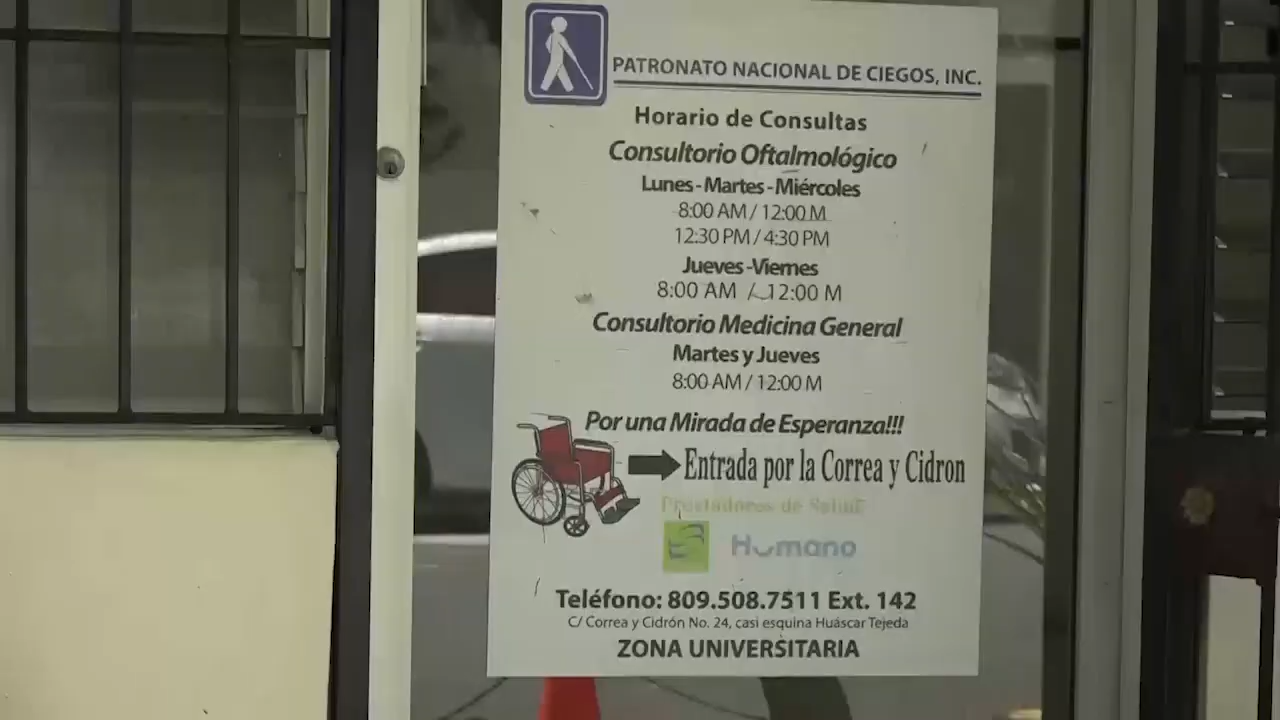 PATRONATO NACIONAL DE CIEGOS, INC.
Horario de Consultas
Consultorio Oftalmológico
Lunes - Martes - Miércoles
8:00 AM / 12:00 M
12:30 PM / 4:30 PM
Jueves -Viernes
8:00 AM / 12:00 M
Consultorio Medicina General
Martes y Jueves
8:00 AM / 12:00 M
Por una Mirada de Esperanza!!!
Entrada por la Correa y Cidron
Prestadores de Salud
Humano
Teléfono: 809.508.7511 Ext. 142
C/ Correa y Cidrón No. 24, casi esquina Huáscar Tejeda
ZONA UNIVERSITARIA